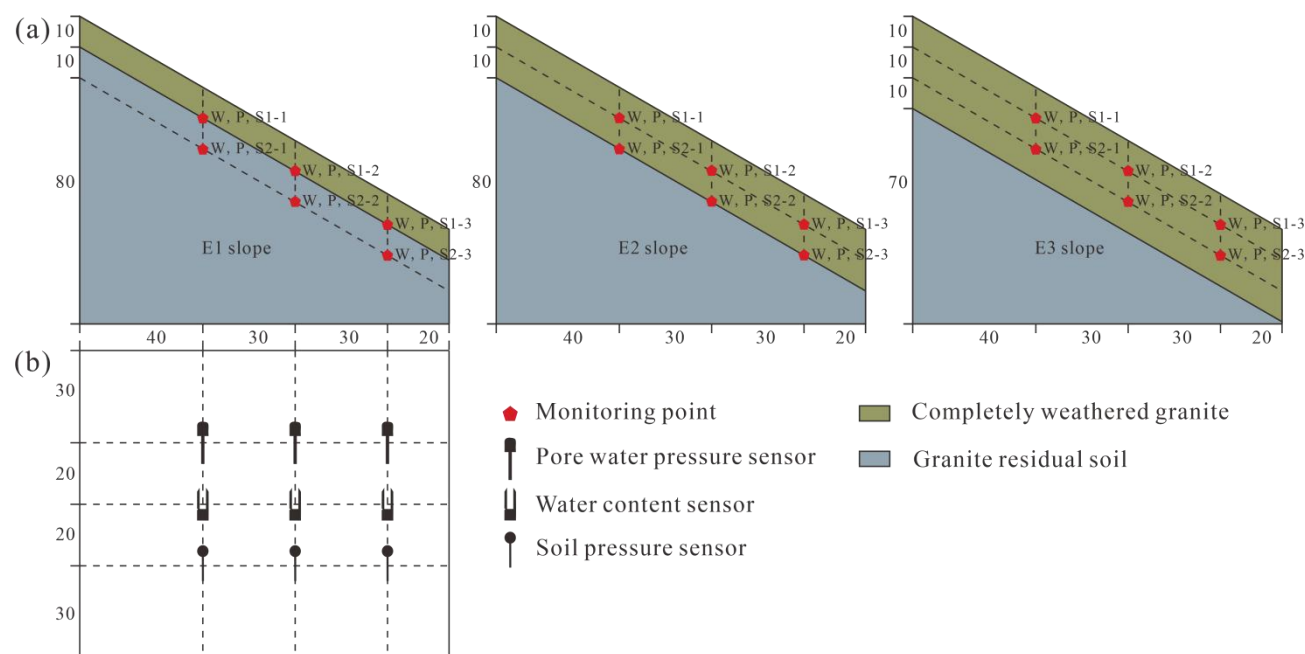 (a)
10
10
80
W, P, S1-1
W, P, S2-1
W, P, S1-2
W, P, S2-2
W, P, S1-3
W, P, S2-3
E1 slope
40
30
30
20
10
10
80
W, P, S1-1
W, P, S2-1
W, P, S1-2
W, P, S2-2
W, P, S1-3
W, P, S2-3
E2 slope
40
30
30
20
10
10
10
70
W, P, S1-1
W, P, S2-1
W, P, S1-2
W, P, S2-2
W, P, S1-3
W, P, S2-3
E3 slope
40
30
30
20
(b)
30
20
20
30
Monitoring point
Pore water pressure sensor
Water content sensor
Soil pressure sensor
Completely weathered granite
Granite residual soil